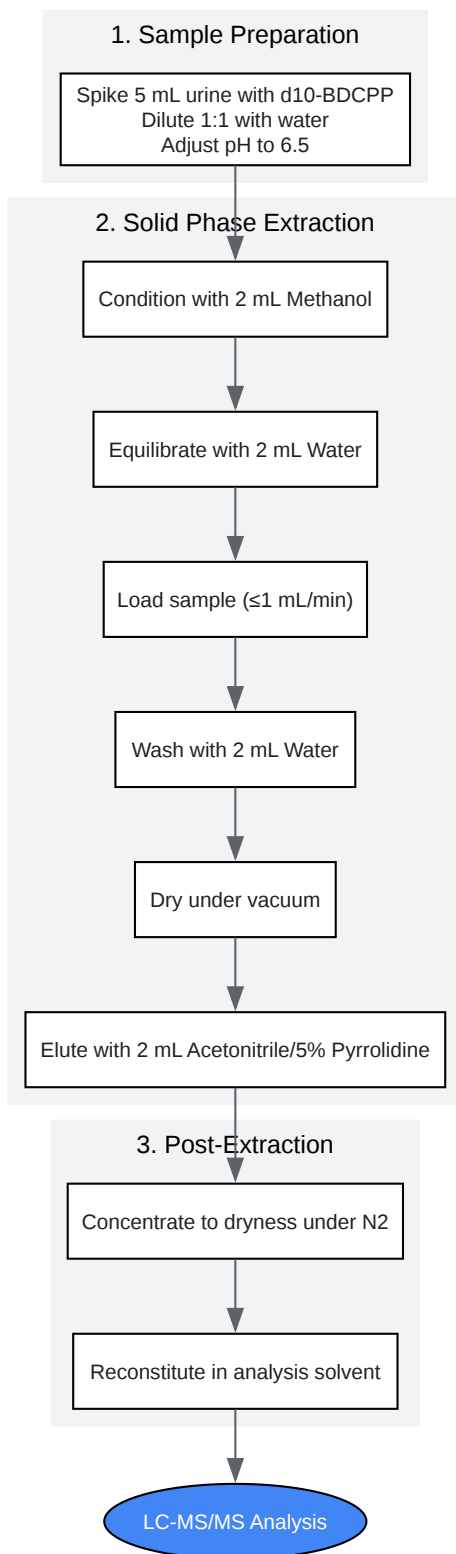 1. Sample Preparation
Spike 5 mL urine with d10-BDCPP
Dilute 1:1 with water
Adjust pH to 6.5
2. Solid Phase Extraction
Condition with 2 mL Methanol
Equilibrate with 2 mL Water
Load sample (≤1 mL/min)
Wash with 2 mL Water
Dry under vacuum
Elute with 2 mL Acetonitrile/5% Pyrrolidine
3. Post-Extraction
Concentrate to dryness under N2
Reconstitute in analysis solvent
LC-MS/MS Analysis